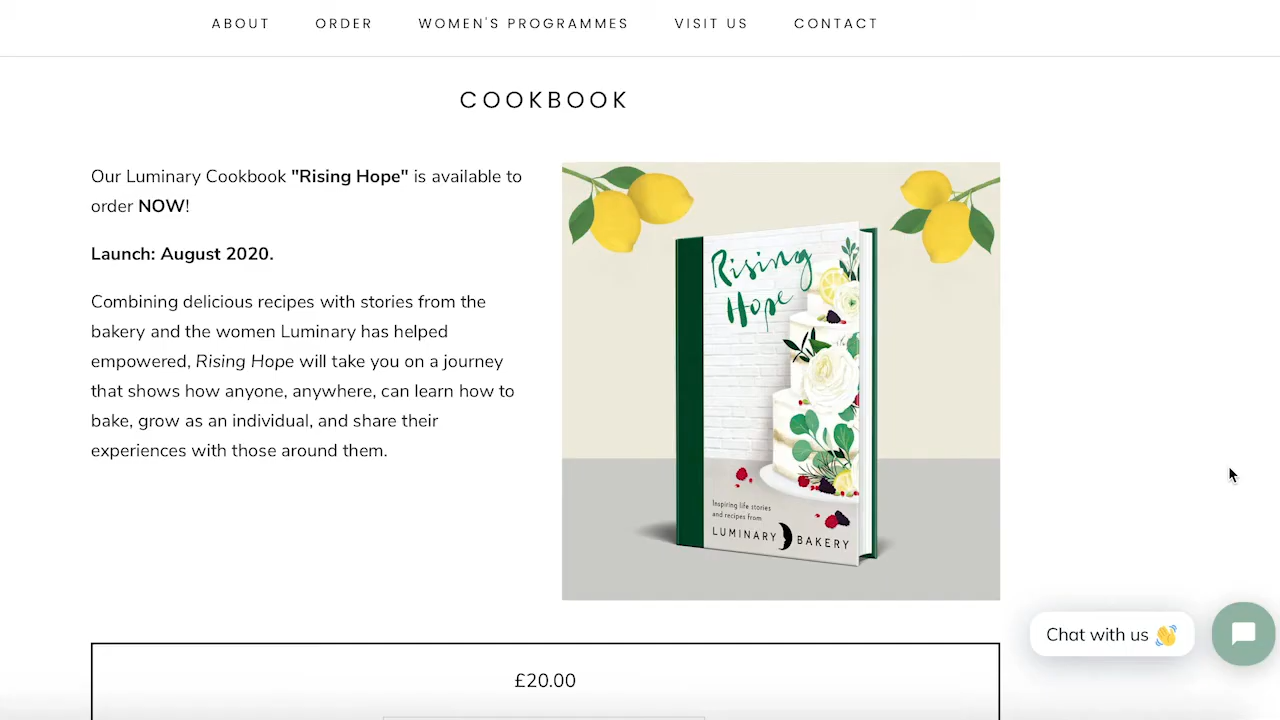 ABOUT ORDER WOMEN'S PROGRAMMES VISIT US CONTACT
COOKBOOK
Our Luminary Cookbook "Rising Hope" is available to
order NOW!
Launch: August 2020.
Combining delicious recipes with stories from the
bakery and the women Luminary has helped
empowered, Rising Hope will take you on a journey
that shows how anyone, anywhere, can learn how to
bake, grow as an individual, and share their
experiences with those around them.
Rising
Hope
Inspiring life stories
and recipes from
LUMINARY BAKERY
Chat with us 👋
£20.00